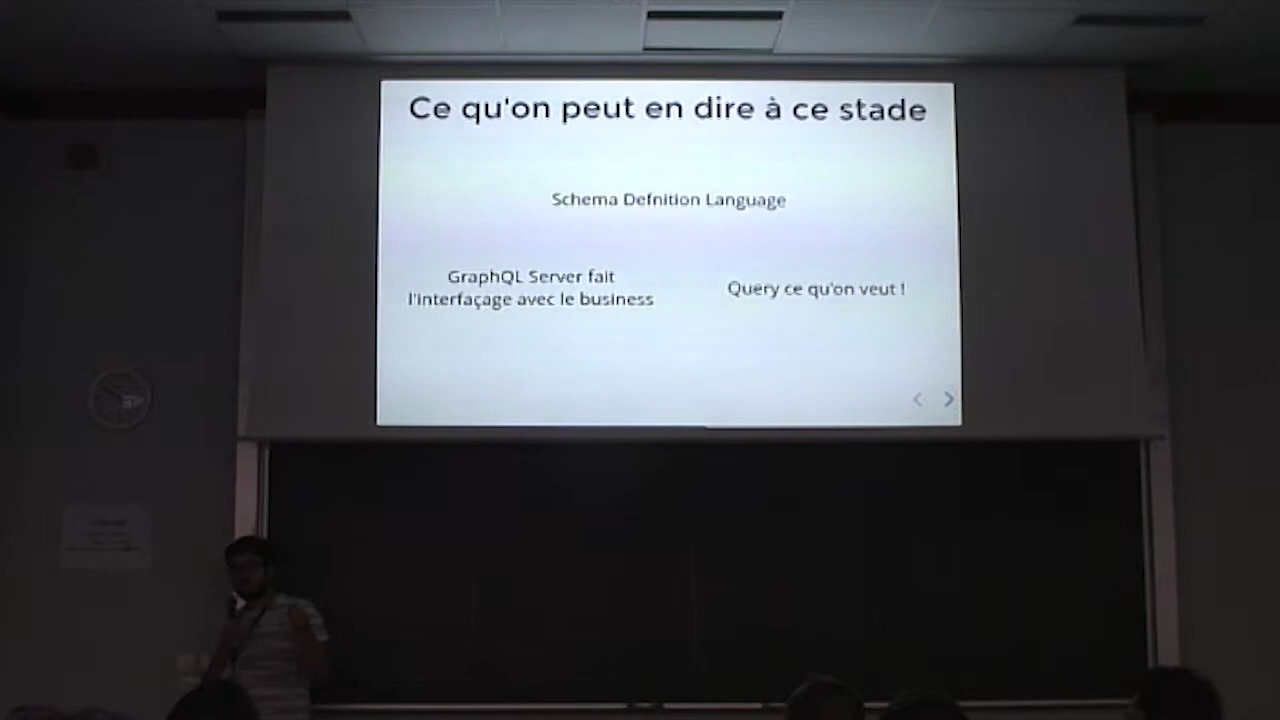 Ce qu'on peut en dire à ce stade
Schema Defnition Language
GraphQL Server fait
l'interfaçage avec le business
Query ce qu'on veut !